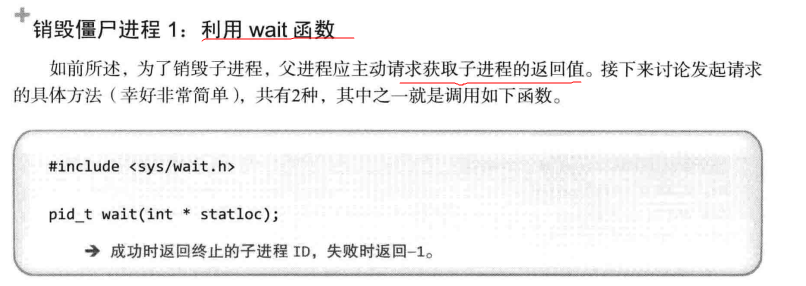 销毁僵尸进程 1：利用 wait 函数
如前所述，为了销毁子进程，父进程应主动请求获取子进程的返回值。接下来讨论发起请求
的具体方法（幸好非常简单），共有2种，其中之一就是调用如下函数。
#include <sys/wait.h>
pid_t wait(int * statloc);
→ 成功时返回终止的子进程 ID，失败时返回–1。